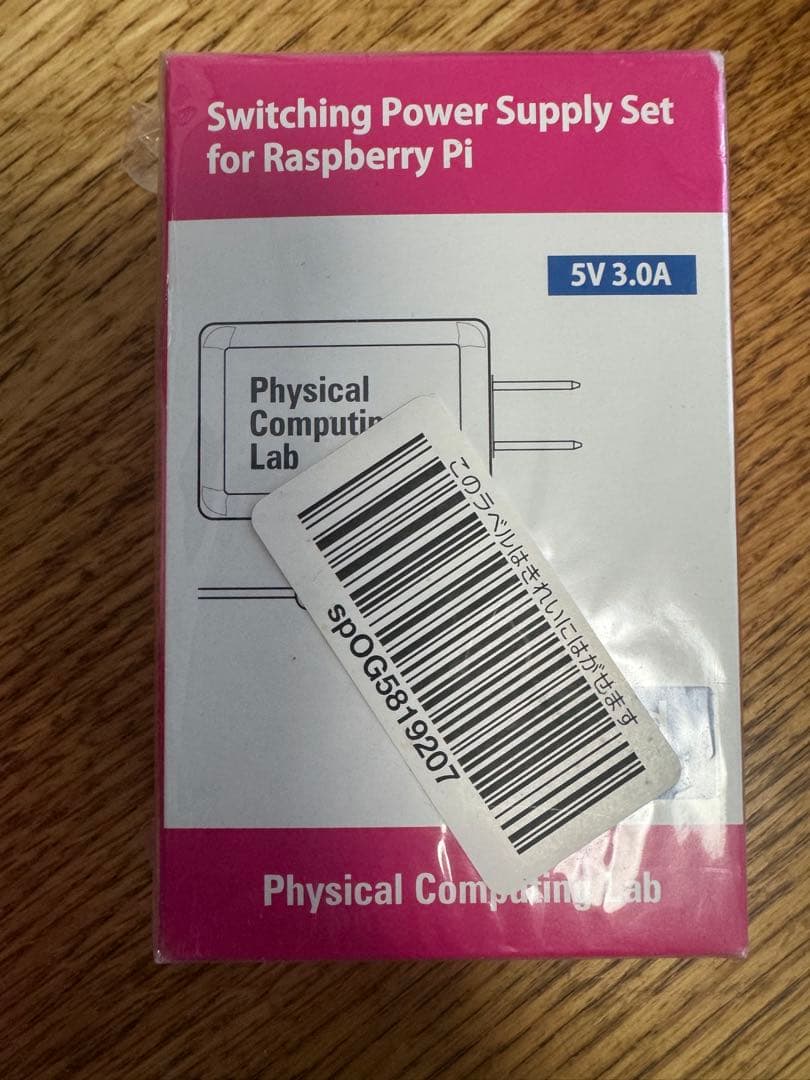 Switching Power Supply Set
for Raspberry Pi
5V 3.0A
Physical
Computin
Lab
このラベルはきれいにはがせます
spOG5819207
Physical Computing Lab